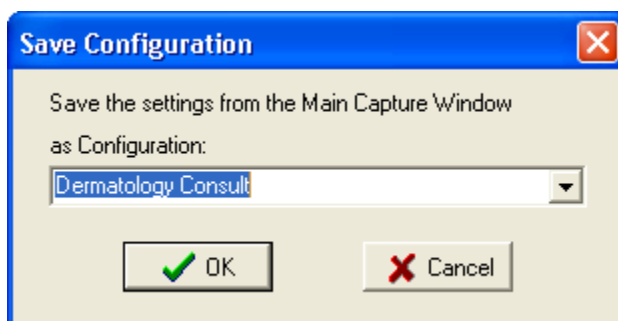 Save Configuration
Save the settings from the Main Capture Window
as Configuration:
Dermatology Consult
OK
Cancel